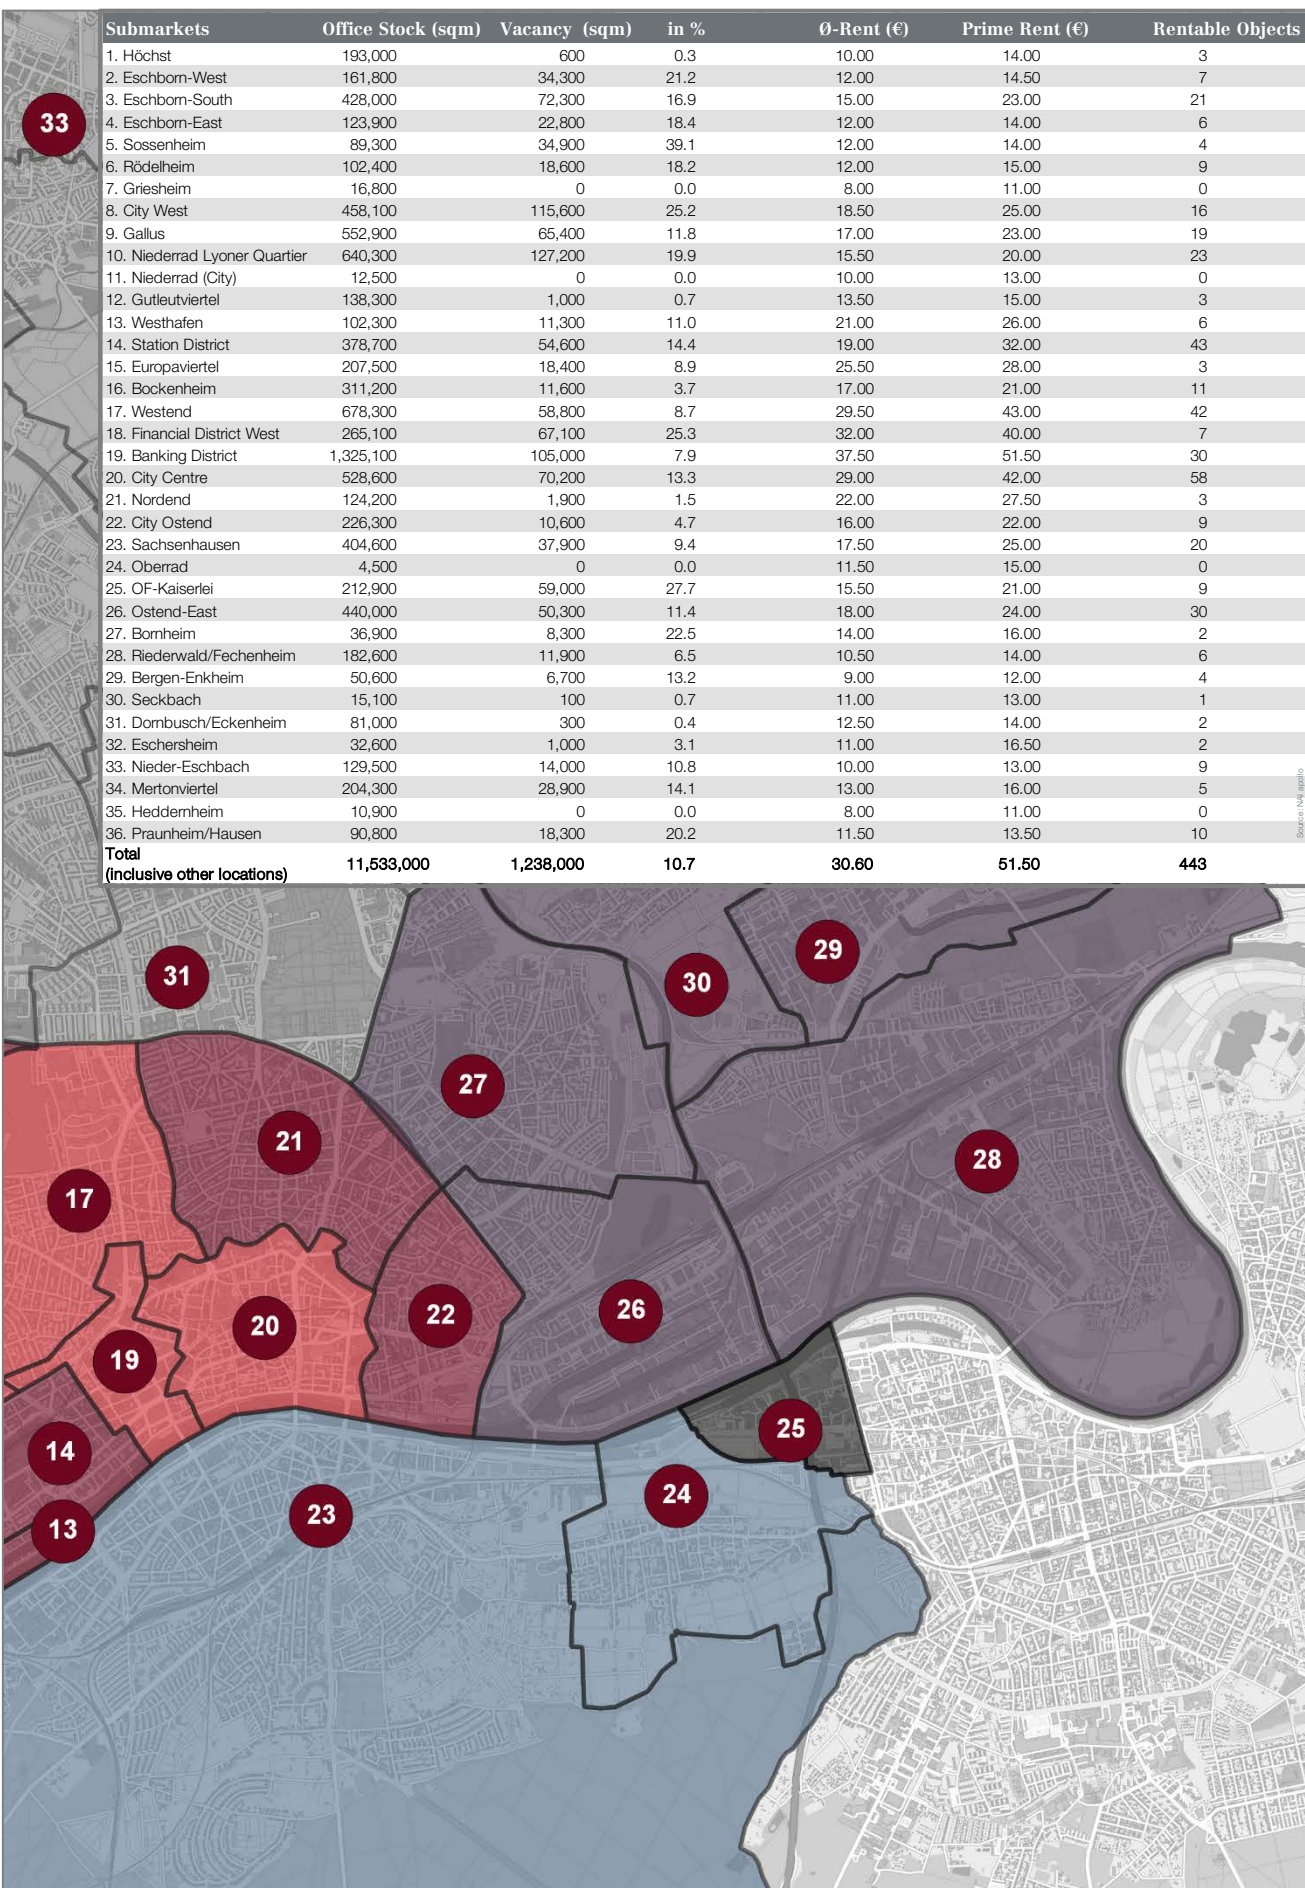 Submarkets Office Stock (sqm) Vacancy (sqm) in % Ø-Rent (€) Prime Rent (€) Rentable Objects
1. Höchst 193,000 600 0.3 10.00 14.00 3
2. Eschborn-West 161,800 34,300 21.2 12.00 14.50 7
3. Eschborn-South 428,000 72,300 16.9 15.00 23.00 21
4. Eschborn-East 123,900 22,800 18.4 12.00 14.00 6
5. Sossenheim 89,300 34,900 39.1 12.00 14.00 4
6. Rödelheim 102,400 18,600 18.2 12.00 15.00 9
7. Griesheim 16,800 0 0.0 8.00 11.00 0
8. City West 458,100 115,600 25.2 18.50 25.00 16
9. Gallus 552,900 65,400 11.8 17.00 23.00 19
10. Niederrad Lyoner Quartier 640,300 127,200 19.9 15.50 20.00 23
11. Niederrad (City) 12,500 0 0.0 10.00 13.00 0
12. Gutleutviertel 138,300 1,000 0.7 13.50 15.00 3
13. Westhafen 102,300 11,300 11.0 21.00 26.00 6
14. Station District 378,700 54,600 14.4 19.00 32.00 43
15. Europaviertel 207,500 18,400 8.9 25.50 28.00 3
16. Bockenheim 311,200 11,600 3.7 17.00 21.00 11
17. Westend 678,300 58,800 8.7 29.50 43.00 42
18. Financial District West 265,100 67,100 25.3 32.00 40.00 7
19. Banking District 1,325,100 105,000 7.9 37.50 51.50 30
20. City Centre 528,600 70,200 13.3 29.00 42.00 58
21. Nordend 124,200 1,900 1.5 22.00 27.50 3
22. City Ostend 226,300 10,600 4.7 16.00 22.00 9
23. Sachsenhausen 404,600 37,900 9.4 17.50 25.00 20
24. Oberrad 4,500 0 0.0 11.50 15.00 0
25. OF-Kaiserlei 212,900 59,000 27.7 15.50 21.00 9
26. Ostend-East 440,000 50,300 11.4 18.00 24.00 30
27. Bornheim 36,900 8,300 22.5 14.00 16.00 2
28. Riederwald/Fechenheim 182,600 11,900 6.5 10.50 14.00 6
29. Bergen-Enkheim 50,600 6,700 13.2 9.00 12.00 4
30. Seckbach 15,100 100 0.7 11.00 13.00 1
31. Dornbusch/Eckenheim 81,000 300 0.4 12.50 14.00 2
32. Eschersheim 32,600 1,000 3.1 11.00 16.50 2
33. Nieder-Eschbach 129,500 14,000 10.8 10.00 13.00 9
34. Mertonviertel 204,300 28,900 14.1 13.00 16.00 5
35. Heddernheim 10,900 0 0.0 8.00 11.00 0
36. Praunheim/Hausen 90,800 18,300 20.2 11.50 13.50 10
Total
(inclusive other locations) 11,533,000 1,238,000 10.7 30.60 51.50 443
Source: NAI apollo
33
29
31
30
27
21
28
17
26
22
20
19
25
14
24
23
13